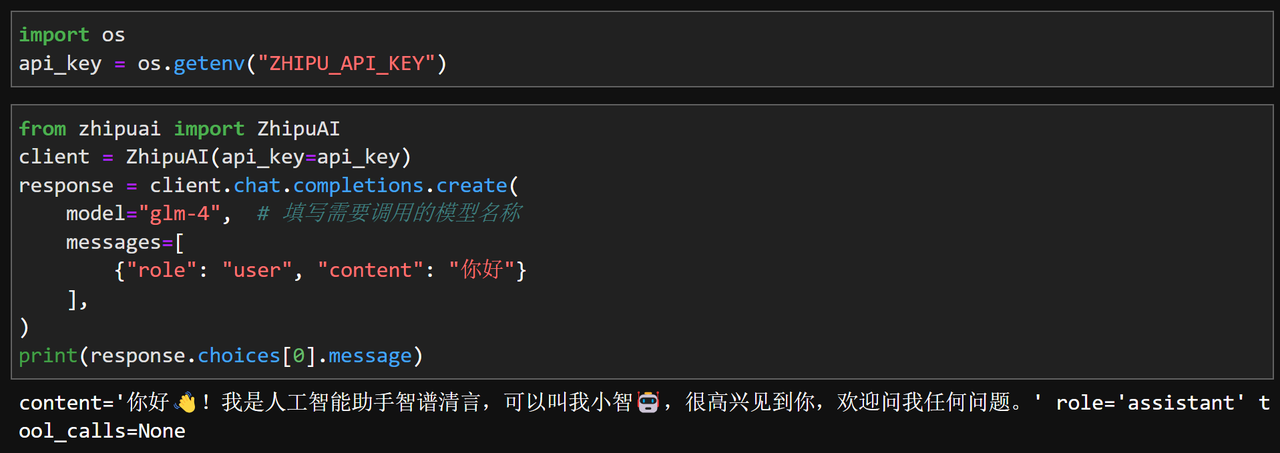 import os
api_key = os.getenv("ZHIPU_API_KEY")
from zhipuai import ZhipuAI
client = ZhipuAI(api_key=api_key)
response = client.chat.completions.create(
    model="glm-4",  # 填写需要调用的模型名称
    messages=[
        {"role": "user", "content": "你好"}
    ],
)
print(response.choices[0].message)
content='你好👋！我是人工智能助手智谱清言，可以叫我小智🤖，很高兴见到你，欢迎问我任何问题。' role='assistant' t
ool_calls=None